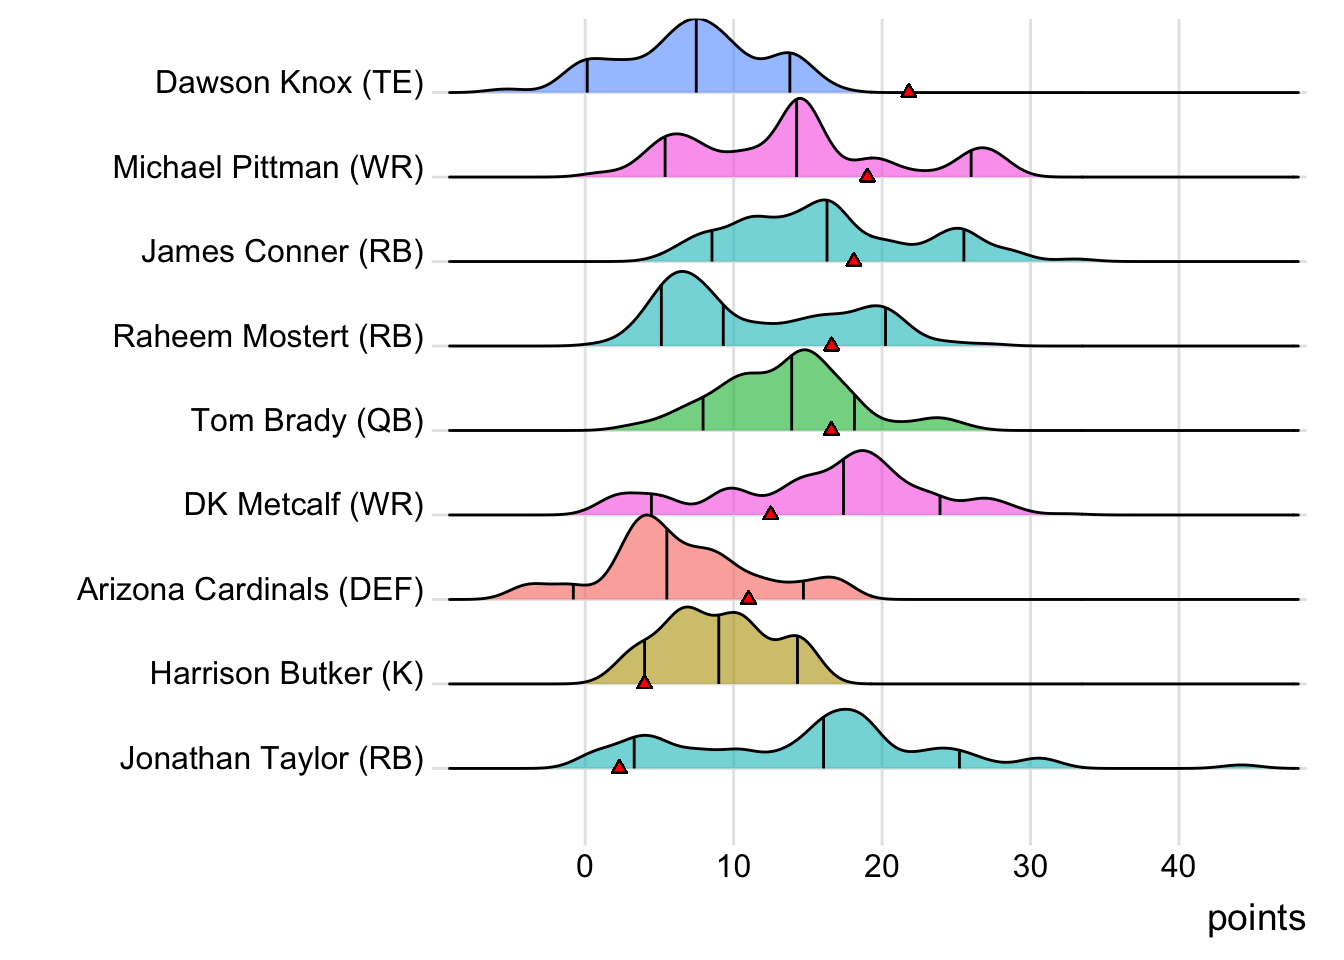 Dawson Knox (TE)
Michael Pittman (WR)
James Conner (RB)
Raheem Mostert (RB)
Tom Brady (QB)
DK Metcalf (WR)
Arizona Cardinals (DEF)
Harrison Butker (K)
Jonathan Taylor (RB)
0 10 20 30 40
points